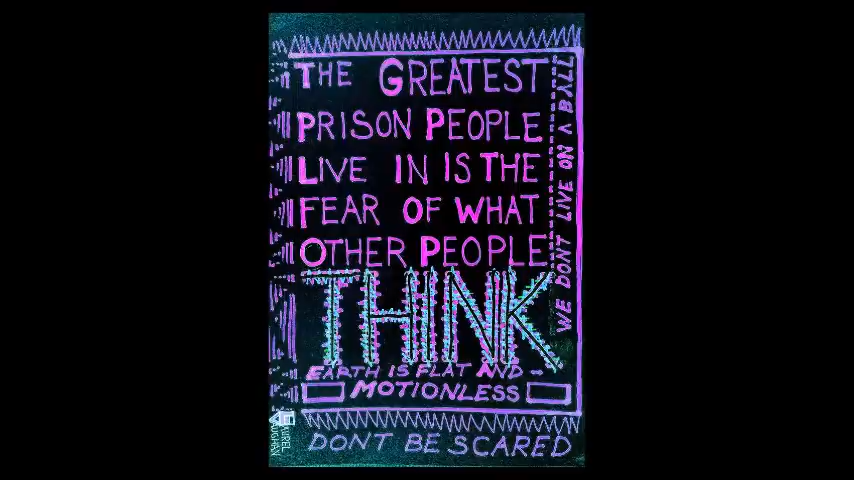 THE GREATEST
PRISON PEOPLE
LIVE IN IS THE
FEAR OF WHAT
OTHER PEOPLE
THINK
EARTH IS FLAT AND -
MOTIONLESS
DONT BE SCARED
WE DONT LIVE ON A BALL